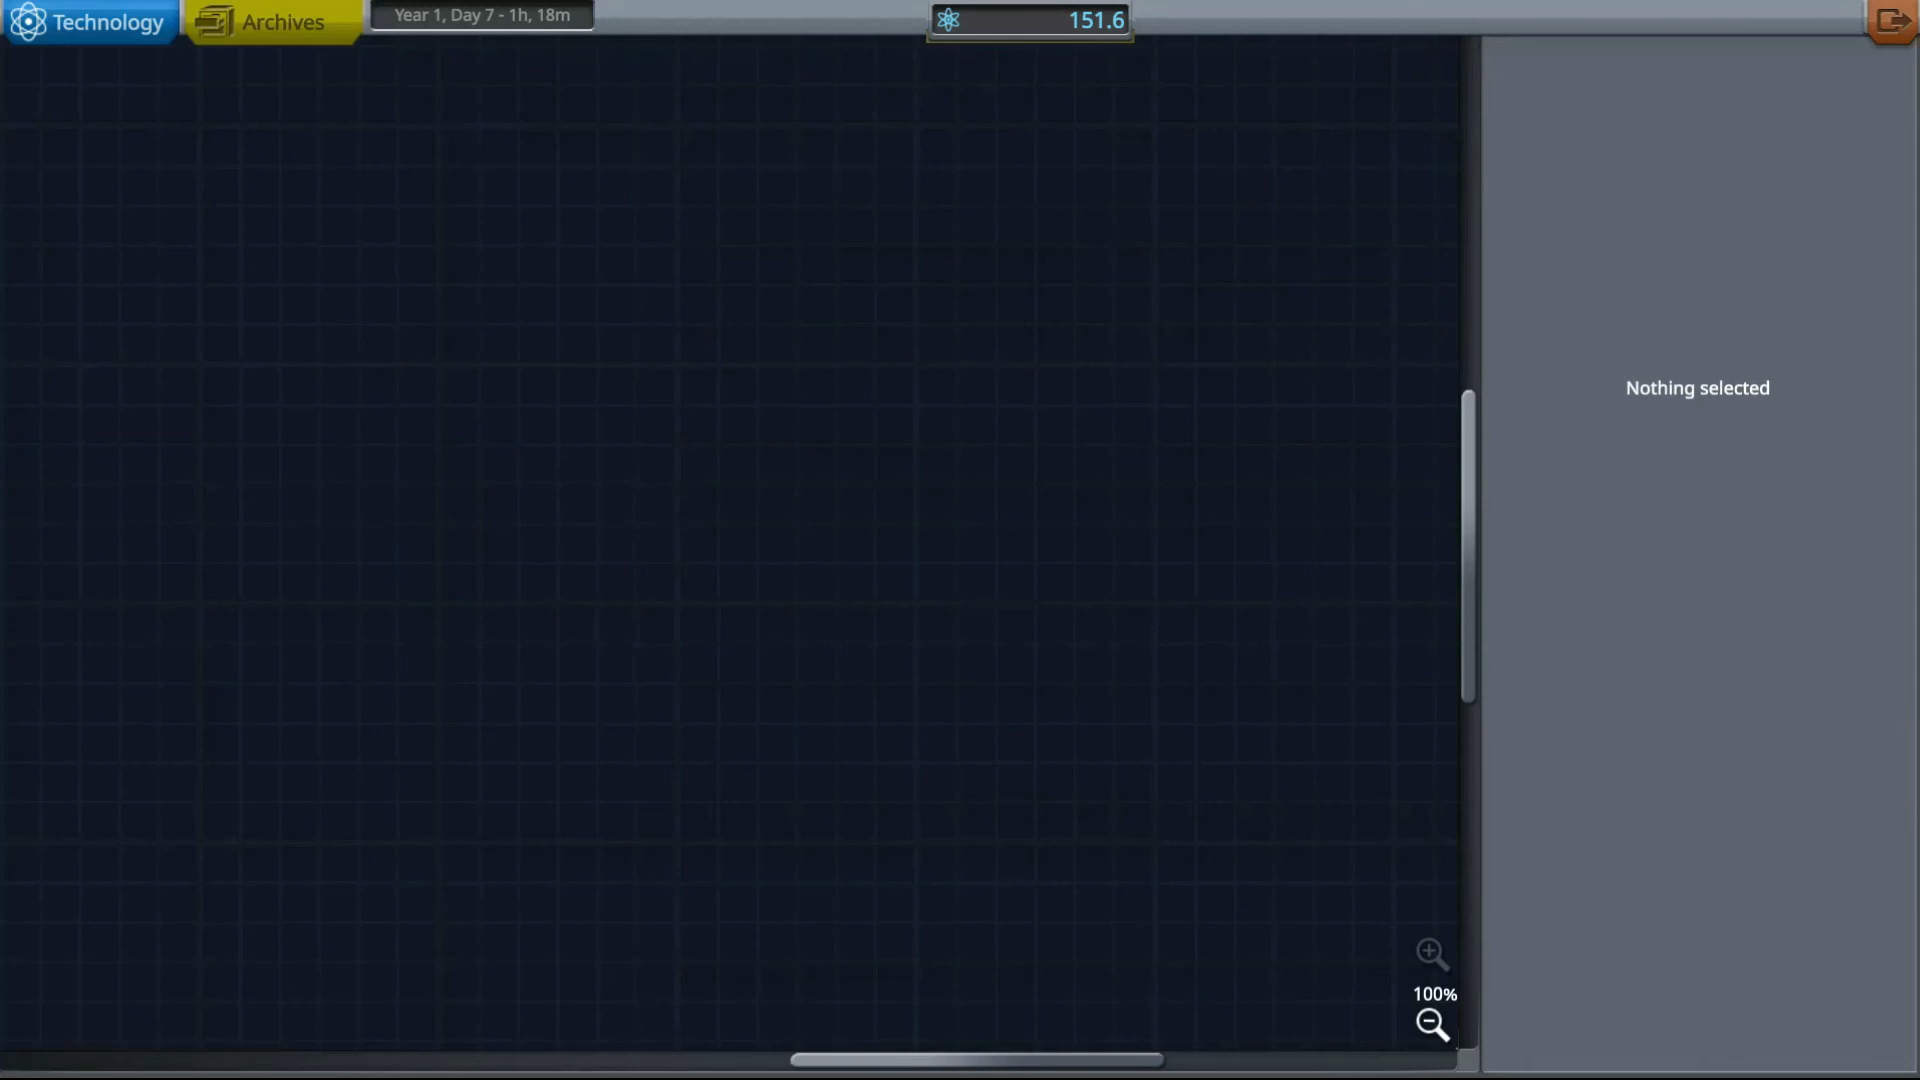 Technology
Archives
Year 1, Day 7 - 1h, 18m
151.6
Nothing selected
100%